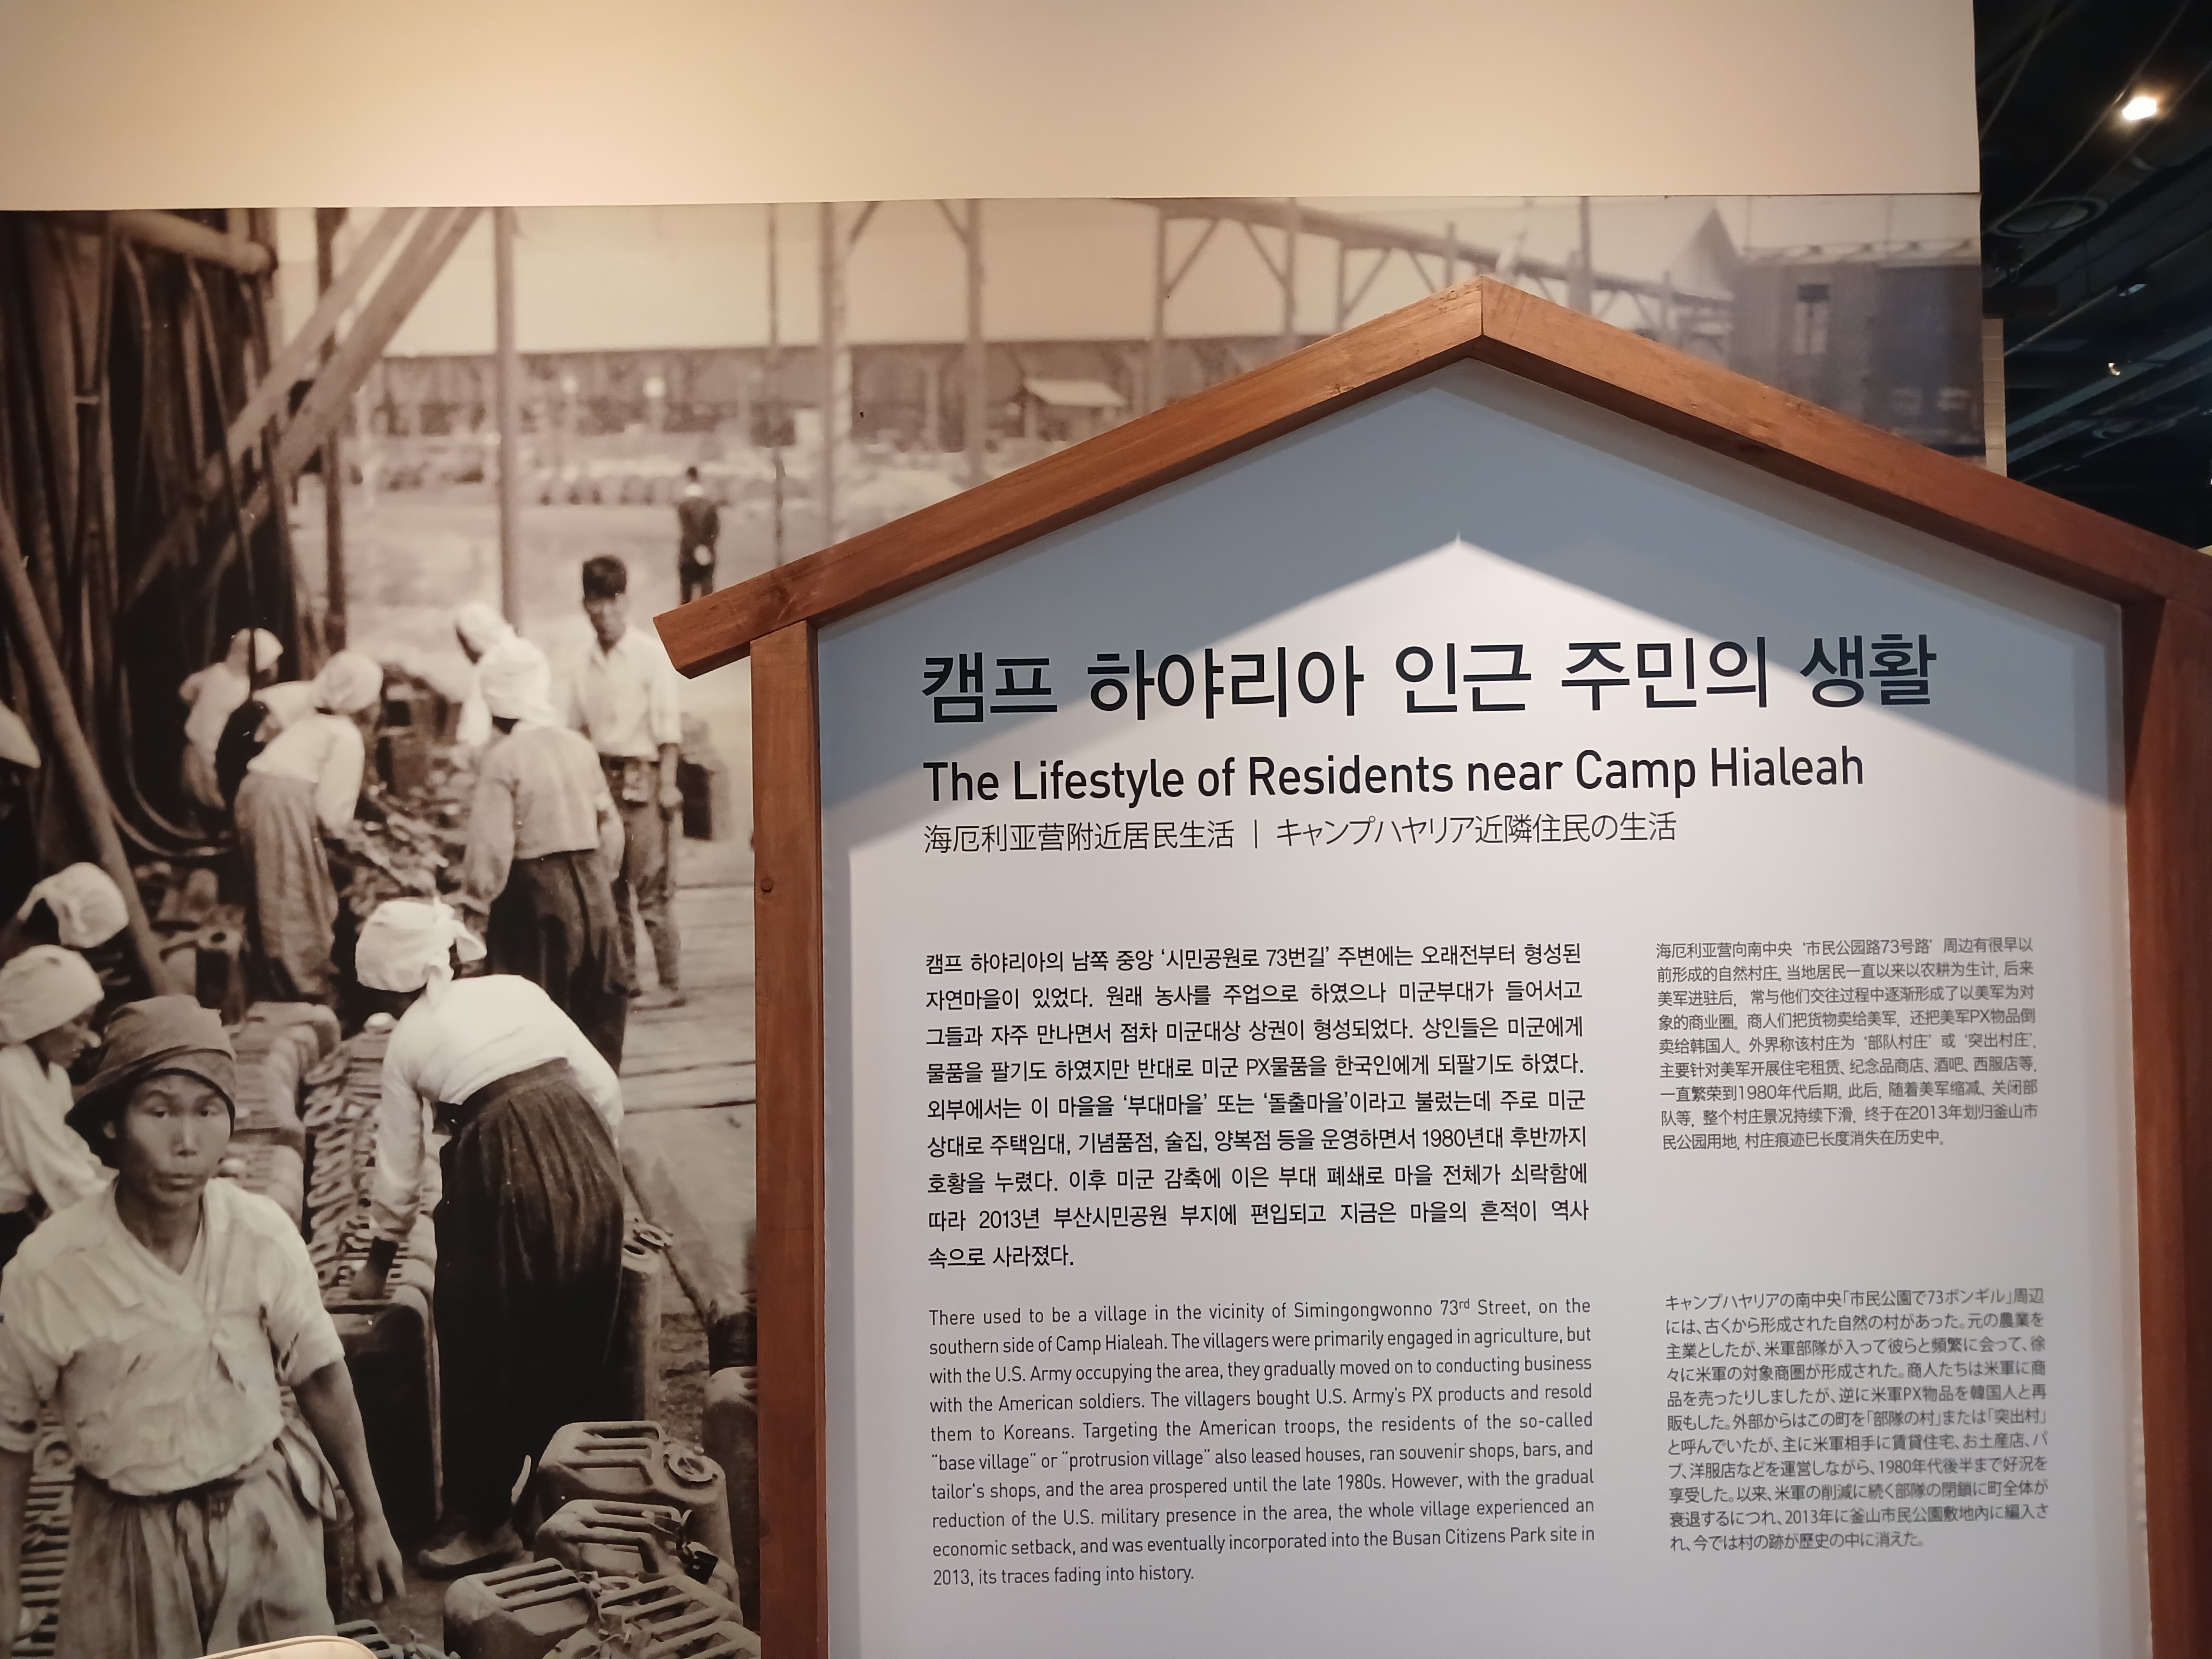 캠프 하야리아 인근 주민의 생활
The Lifestyle of Residents near Camp Hialeah
海厄利亚营附近居民生活 | キャンプハヤリア近隣住民の生活
캠프 하야리아의 남쪽 중앙 ‘시민공원로 73번길’ 주변에는 오래전부터 형성된
자연마을이 있었다. 원래 농사를 주업으로 하였으나 미군부대가 들어서고
그들과 자주 만나면서 점차 미군대상 상권이 형성되었다. 상인들은 미군에게
물품을 팔기도 하였지만 반대로 미군 PX물품을 한국인에게 되팔기도 하였다.
외부에서는 이 마을을 ‘부대마을’ 또는 ‘돌출마을’이라고 불렀는데 주로 미군
상대로 주택임대, 기념품점, 술집, 양복점 등을 운영하면서 1980년대 후반까지
호황을 누렸다. 이후 미군 감축에 이은 부대 폐쇄로 마을 전체가 쇠락함에
따라 2013년 부산시민공원 부지에 편입되고 지금은 마을의 흔적이 역사
속으로 사라졌다.
There used to be a village in the vicinity of Simingongwonno 73rd Street, on the
southern side of Camp Hialeah. The villagers were primarily engaged in agriculture, but
with the U.S. Army occupying the area, they gradually moved on to conducting business
with the American soldiers. The villagers bought U.S. Army's PX products and resold
them to Koreans. Targeting the American troops, the residents of the so-called
"base village" or "protrusion village" also leased houses, ran souvenir shops, bars, and
tailor's shops, and the area prospered until the late 1980s. However, with the gradual
reduction of the U.S. military presence in the area, the whole village experienced an
economic setback, and was eventually incorporated into the Busan Citizens Park site in
2013, its traces fading into history.
海厄利亚营向南中央‘市民公园路73号路’周边有很早以
前形成的自然村庄。当地居民一直以来以农耕为生计, 后来
美军进驻后, 常与他们交往过程中逐渐形成了以美军为对
象的商业圈。商人们把货物卖给美军, 还把美军PX物品倒
卖给韩国人。外界称该村庄为‘部队村庄’或‘突出村庄’,
主要针对美军开展住宅租赁、纪念品商店、酒吧、西服店等,
一直繁荣到1980年代后期。此后, 随着美军缩减、关闭部
队等, 整个村庄景况持续下滑, 终于在2013年划归釜山市
民公园用地, 村庄痕迹已长度消失在历史中。
キャンプハヤリアの南中央「市民公園で73ボンギル」周辺
には、古くから形成された自然の村があった。元の農業を
主業としたが、米軍部隊が入って彼らと頻繁に会って、徐
々に米軍の対象商圏が形成された。商人たちは米軍に商
品を売ったりしましたが、逆に米軍PX物品を韓国人と再
販もした。外部からはこの町を「部隊の村」または「突出村」
と呼んでいたが、主に米軍相手に賃貸住宅、お土産店、パ
ブ、洋服店などを運営しながら、1980年代後半まで好況を
享受した。以来、米軍の削減に続く部隊の閉鎖に町全体が
衰退するにつれ、2013年に釜山市民公園敷地內に編入さ
れ、今では村の跡が歴史の中に消えた。